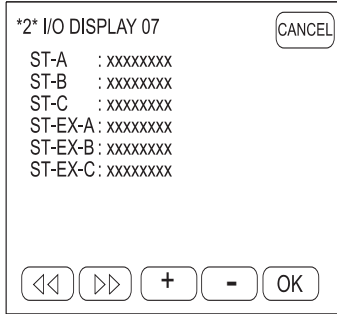 *2* I/O DISPLAY 07
CANCEL
ST-A : xxxxxxxx
ST-B : xxxxxxxx
ST-C : xxxxxxxx
ST-EX-A : xxxxxxxx
ST-EX-B : xxxxxxxx
ST-EX-C : xxxxxxxx
+ - OK